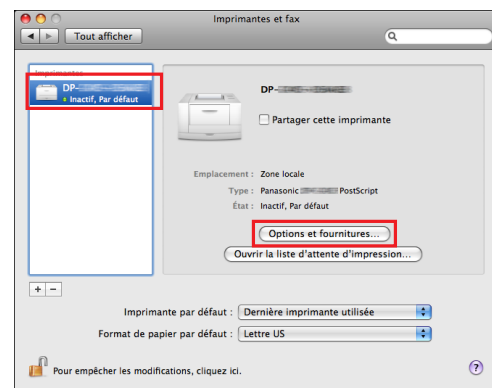 Imprimantes et fax
Tout afficher
Imprimantes
DP-
Inactif, Par défaut
DP-
Partager cette imprimante
Emplacement : Zone locale
Type : Panasonic PostScript
État : Inactif, Par défaut
Options et fournitures...
Ouvrir la liste d'attente d'impression...
+ −
Imprimante par défaut : Dernière imprimante utilisée
Format de papier par défaut : Lettre US
Pour empêcher les modifications, cliquez ici.
?